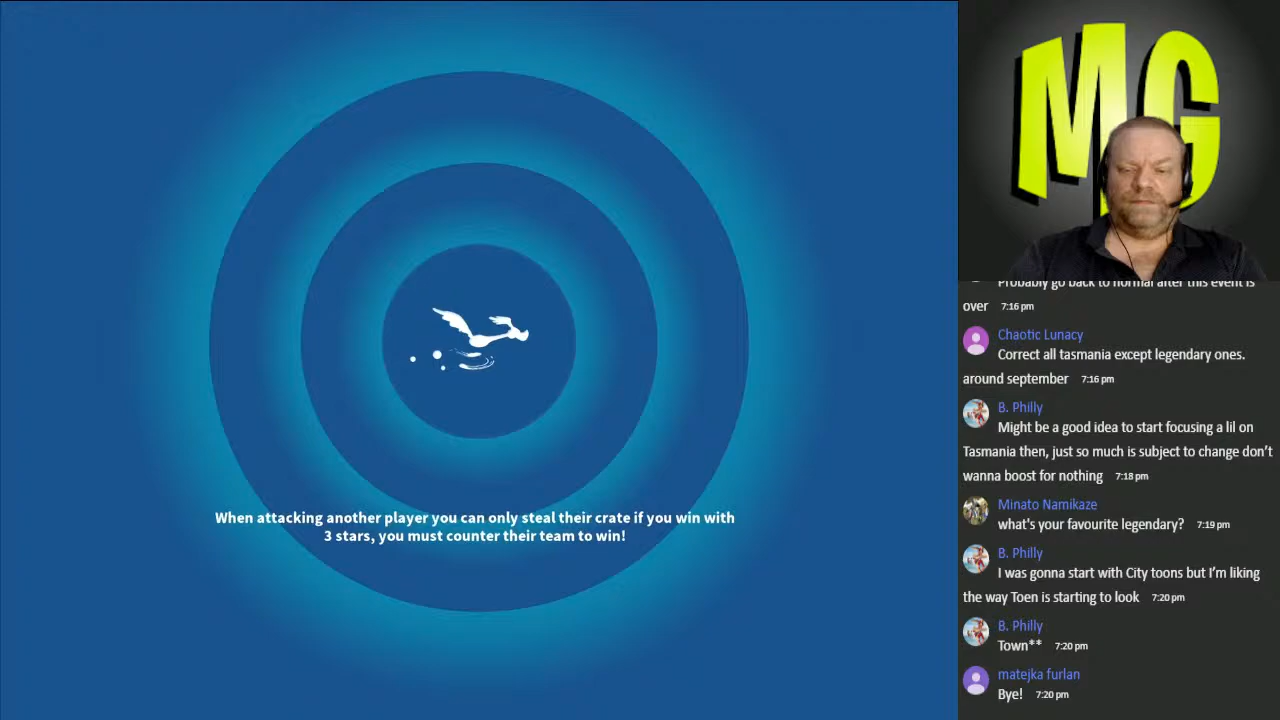 When attacking another player you can only steal their crate if you win with
3 stars, you must counter their team to win!
MG
Probably go back to normal after this event is
over 7:16 pm
Chaotic Lunacy
Correct all tasmania except legendary ones.
around september 7:16 pm
B. Philly
Might be a good idea to start focusing a lil on
Tasmania then, just so much is subject to change don't
wanna boost for nothing 7:18 pm
Minato Namikaze
what's your favourite legendary? 7:19 pm
B. Philly
I was gonna start with City toons but I'm liking
the way Toen is starting to look 7:20 pm
B. Philly
Town** 7:20 pm
matejka furlan
Bye! 7:20 pm